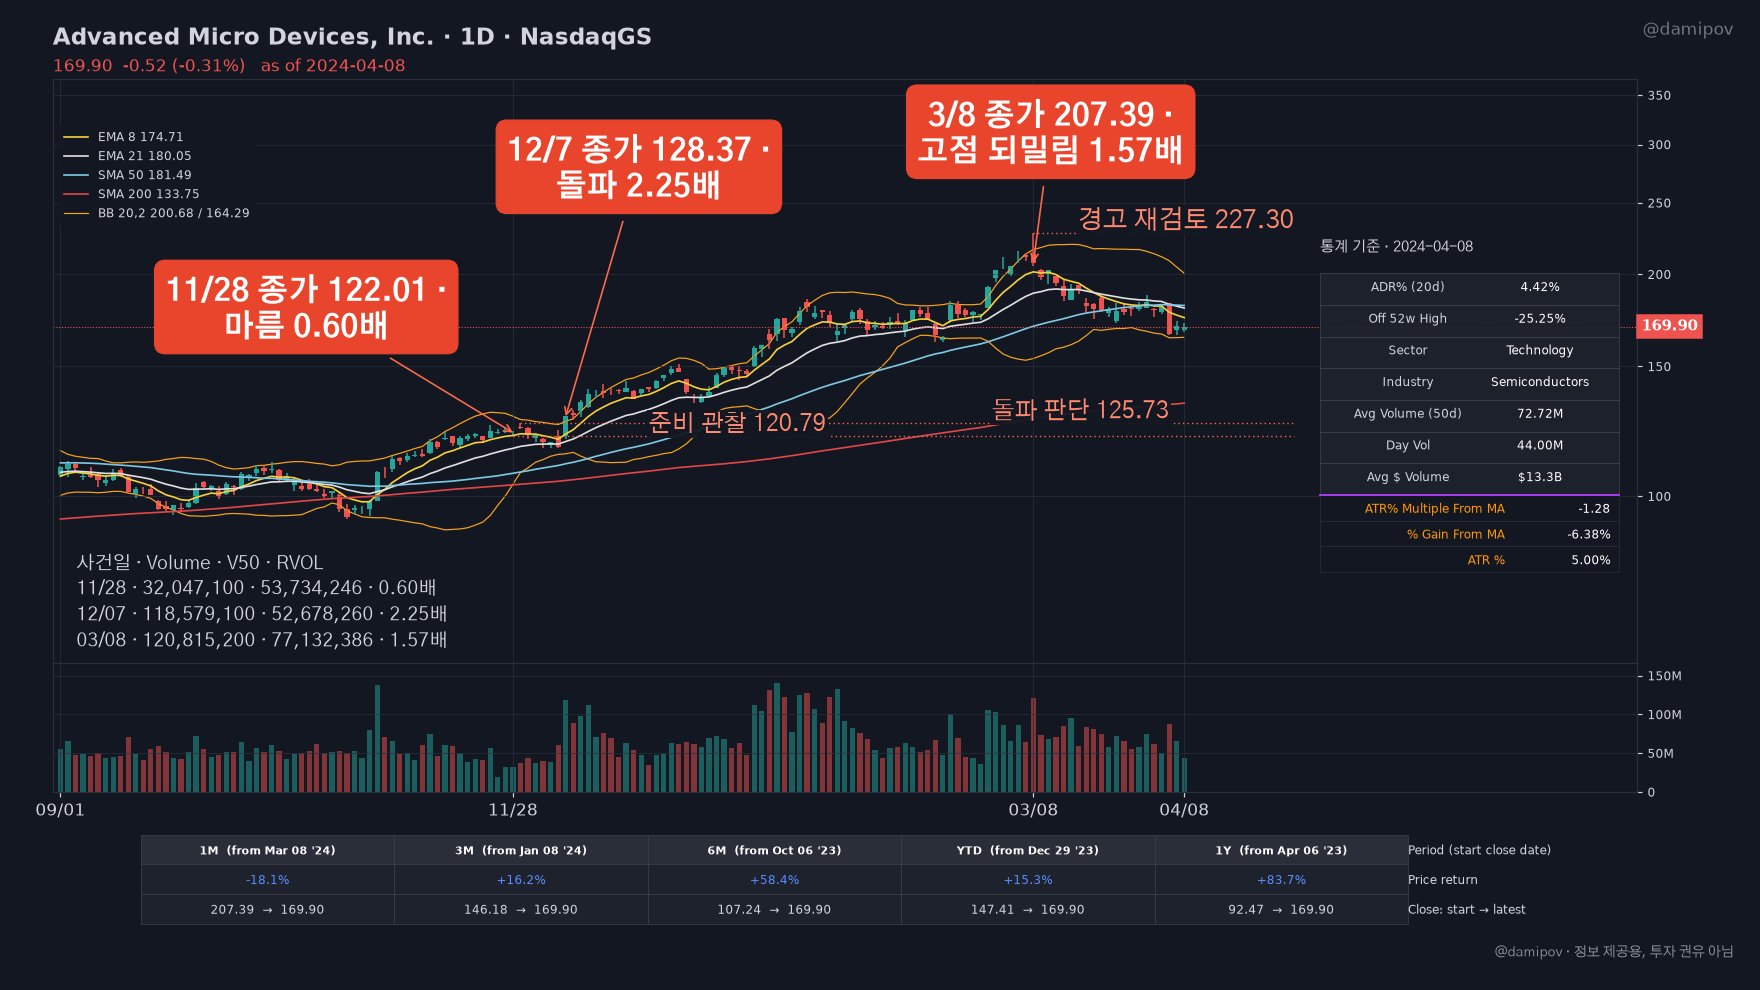 @damipov
Advanced Micro Devices, Inc. · 1D · NasdaqGS
169.90 -0.52 (-0.31%) as of 2024-04-08
EMA 8 174.71
EMA 21 180.05
SMA 50 181.49
SMA 200 133.75
BB 20,2 200.68 / 164.29
11/28 종가 122.01 ·
마름 0.60배
12/7 종가 128.37 ·
돌파 2.25배
3/8 종가 207.39 ·
고점 되밀림 1.57배
경고 재검토 227.30
준비 관찰 120.79
돌파 판단 125.73
350
300
250
200
169.90
150
100
통계 기준 · 2024-04-08
ADR% (20d) 4.42%
Off 52w High -25.25%
Sector Technology
Industry Semiconductors
Avg Volume (50d) 72.72M
Day Vol 44.00M
Avg $ Volume $13.3B
ATR% Multiple From MA -1.28
% Gain From MA -6.38%
ATR % 5.00%
사건일 · Volume · V50 · RVOL
11/28 · 32,047,100 · 53,734,246 · 0.60배
12/07 · 118,579,100 · 52,678,260 · 2.25배
03/08 · 120,815,200 · 77,132,386 · 1.57배
150M
100M
50M
0
09/01 11/28 03/08 04/08
1M (from Mar 08 '24) 3M (from Jan 08 '24) 6M (from Oct 06 '23) YTD (from Dec 29 '23) 1Y (from Apr 06 '23) Period (start close date)
-18.1% +16.2% +58.4% +15.3% +83.7% Price return
207.39 → 169.90 146.18 → 169.90 107.24 → 169.90 147.41 → 169.90 92.47 → 169.90 Close: start → latest
@damipov · 정보 제공용, 투자 권유 아님